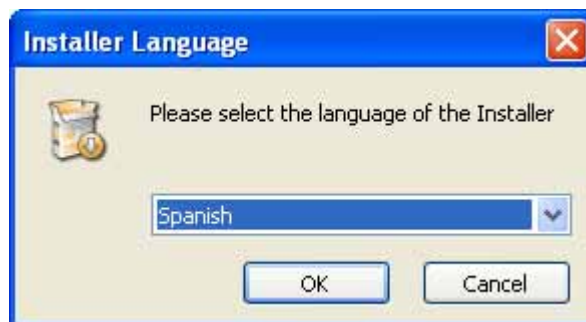 Installer Language
Please select the language of the Installer
Spanish
OK
Cancel